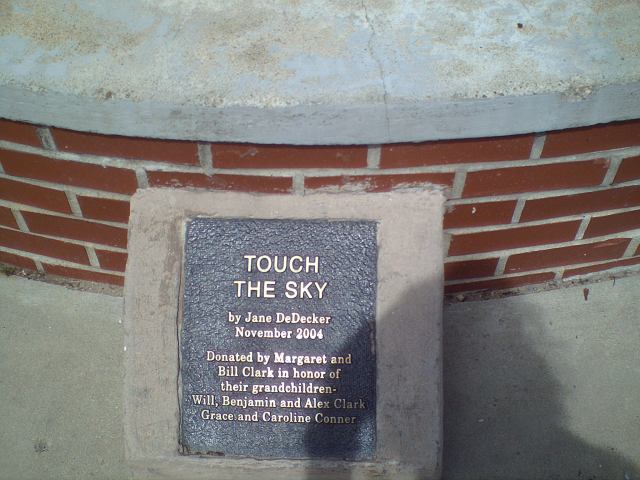 TOUCH
THE SKY
by Jane DeDecker
November 2004
Donated by Margaret and
Bill Clark in honor of
their grandchildren-
Will, Benjamin and Alex Clark
Grace and Caroline Conner